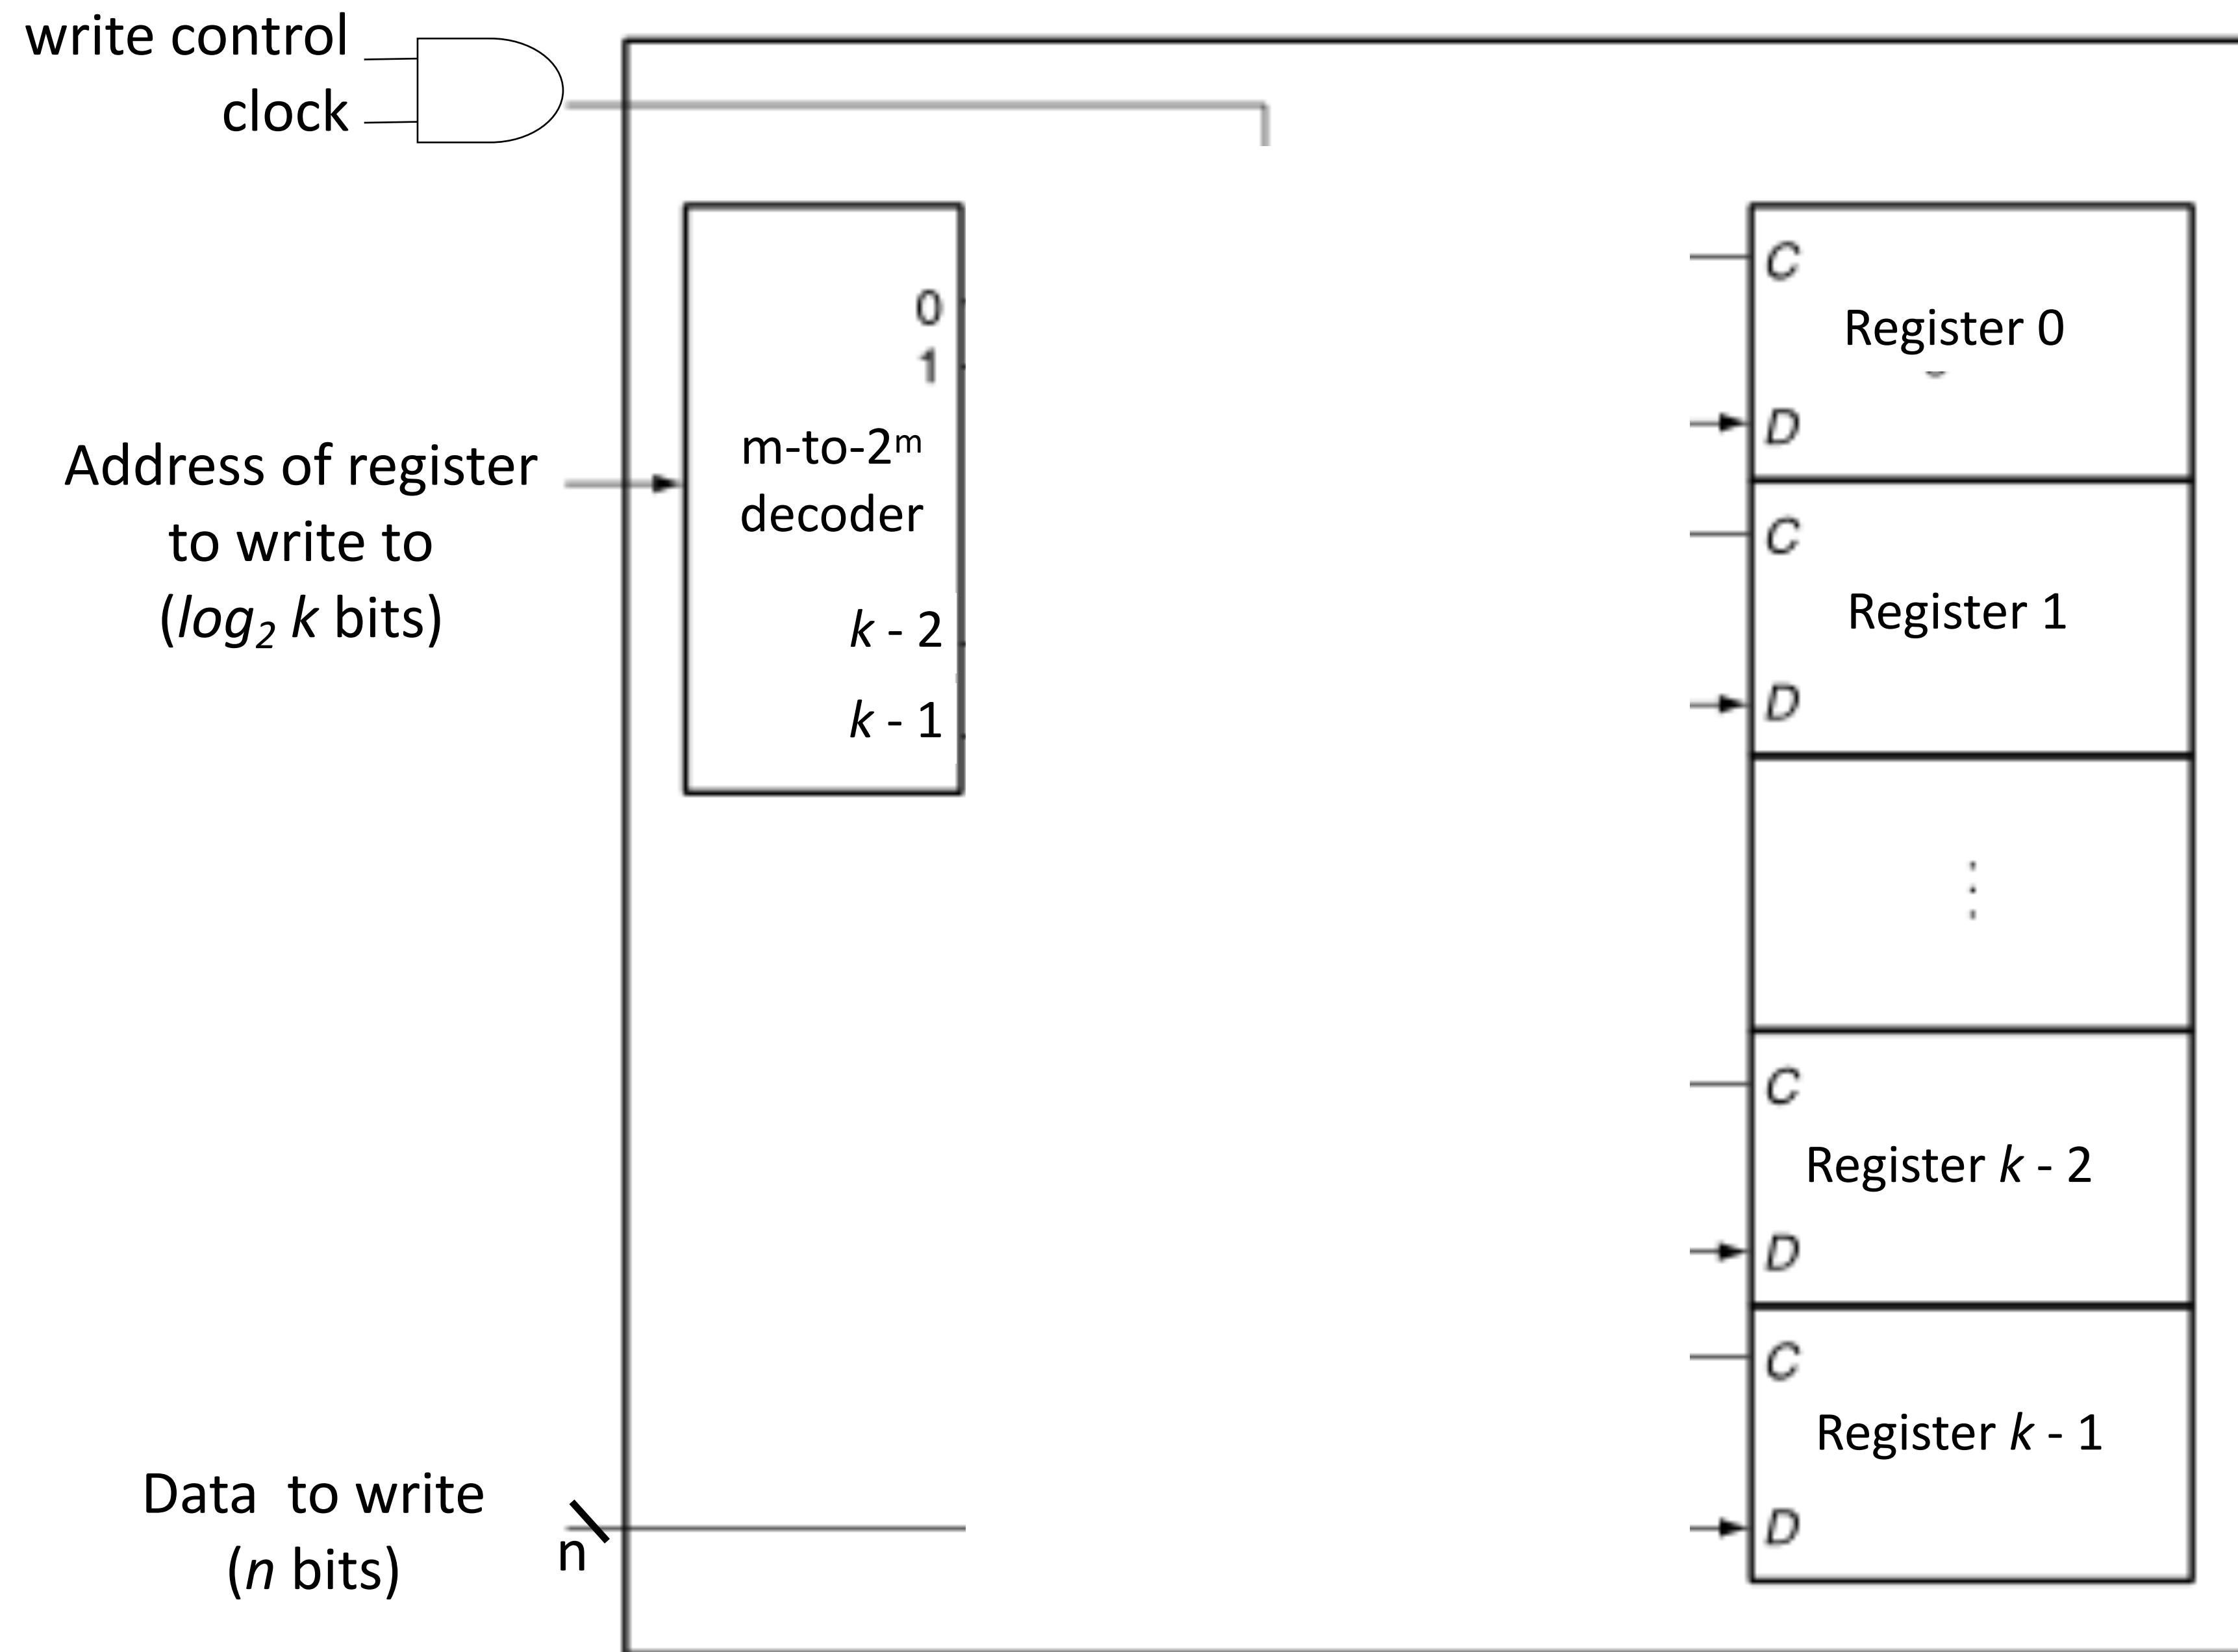 write control
clock
0
1
m-to-2ᵐ
decoder
k - 2
k - 1
Address of register
to write to
(log₂ k bits)
Data to write
(n bits)
n
C
Register 0
D
C
Register 1
D
⋮
C
Register k - 2
D
C
Register k - 1
D